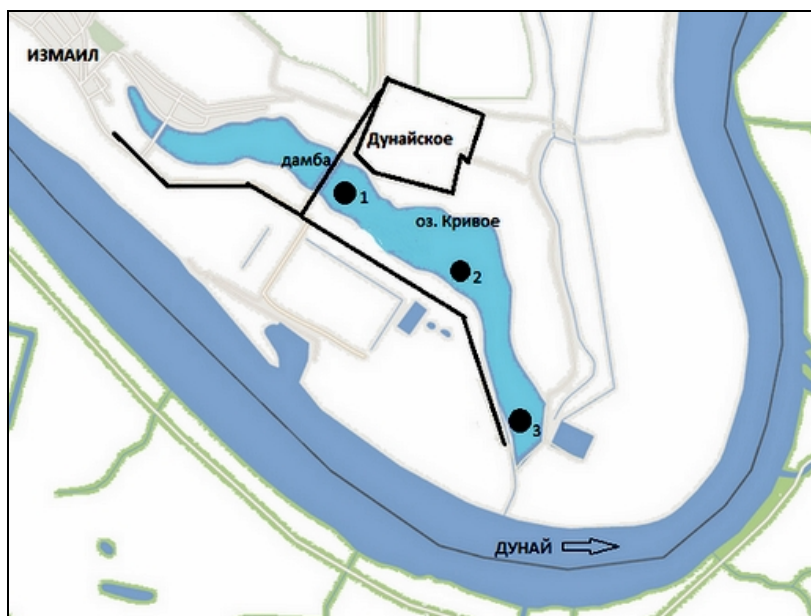 ИЗМАИЛ
Дунайское
дамба
1
оз. Кривое
2
3
ДУНАЙ